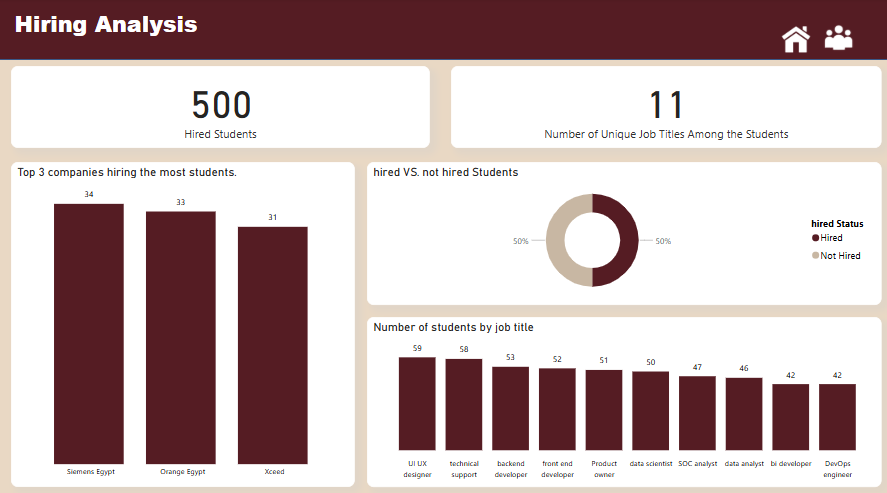 Hiring Analysis
500
Hired Students
11
Number of Unique Job Titles Among the Students
Top 3 companies hiring the most students.
34
33
31
Siemens Egypt
Orange Egypt
Xceed
hired VS. not hired Students
50%
50%
hired Status
Hired
Not Hired
Number of students by job title
59
58
53
52
51
50
47
46
42
42
UI UX
designer
technical
support
backend
developer
front end
developer
Product
owner
data scientist
SOC analyst
data analyst
bi developer
DevOps
engineer